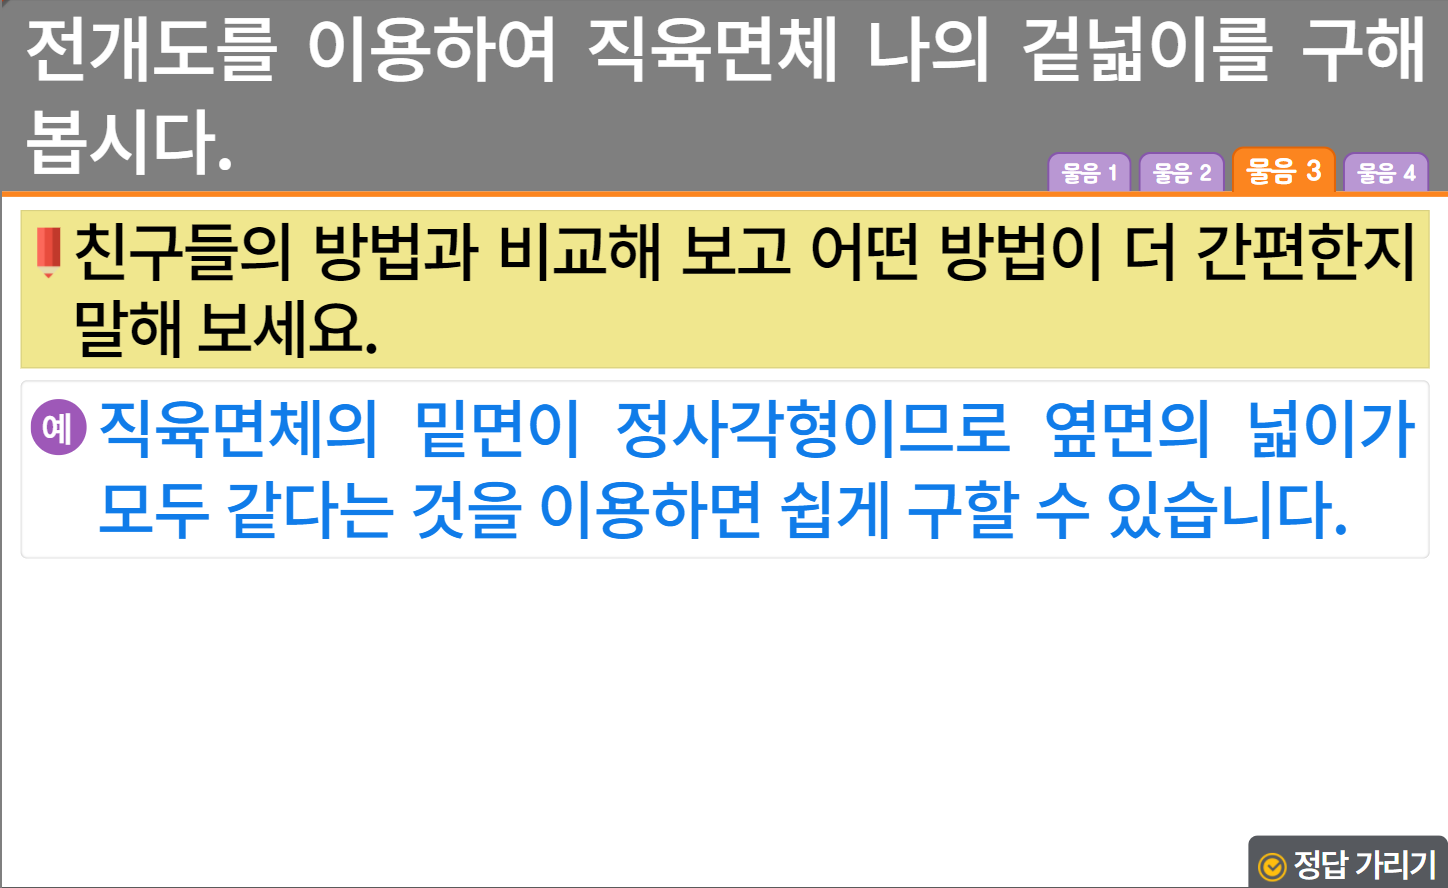 전개도를 이용하여 직육면체 나의 겉넓이를 구해
봅시다.
물음 1
물음 2
물음 3
물음 4
친구들의 방법과 비교해 보고 어떤 방법이 더 간편한지
말해 보세요.
예 직육면체의 밑면이 정사각형이므로 옆면의 넓이가
모두 같다는 것을 이용하면 쉽게 구할 수 있습니다.
정답 가리기